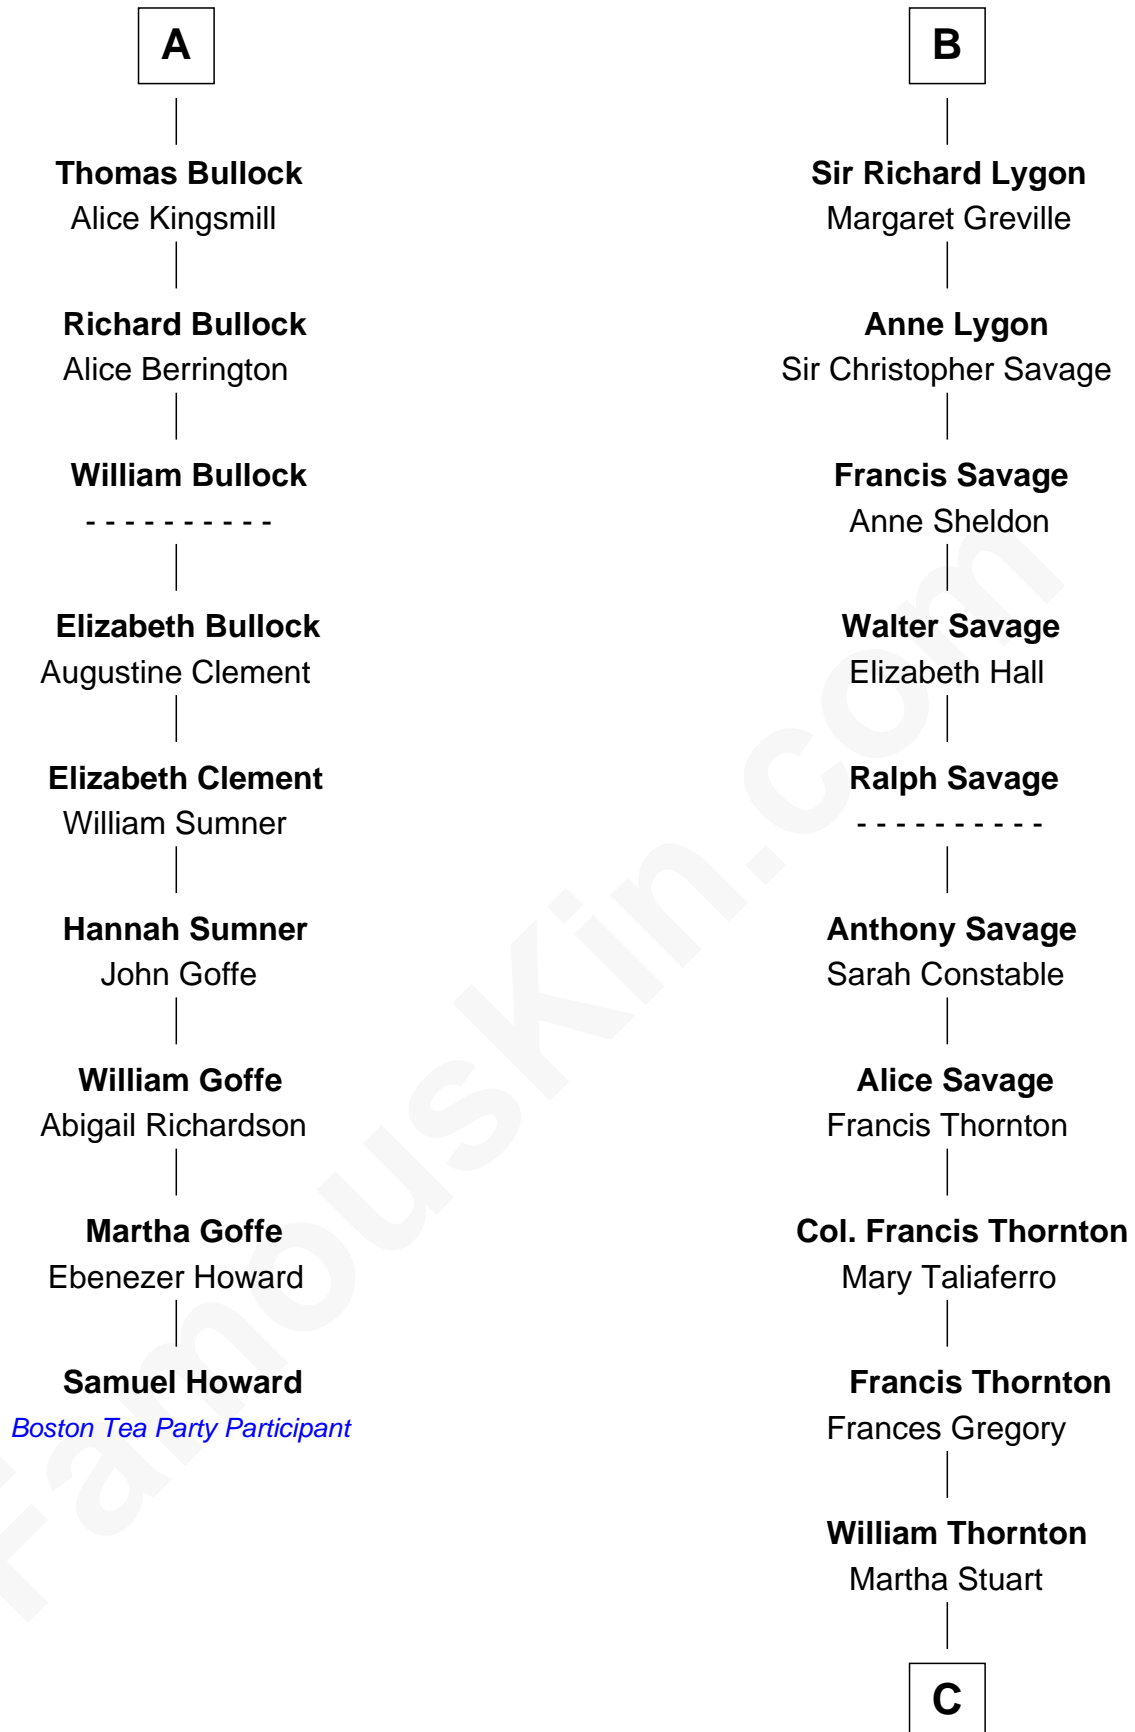 A
Thomas Bullock
Alice Kingsmill
Richard Bullock
Alice Berrington
William Bullock
- - - - - - - - - -
Elizabeth Bullock
Augustine Clement
Elizabeth Clement
William Sumner
Hannah Sumner
John Goffe
William Goffe
Abigail Richardson
Martha Goffe
Ebenezer Howard
Samuel Howard
Boston Tea Party Participant
B
Sir Richard Lygon
Margaret Greville
Anne Lygon
Sir Christopher Savage
Francis Savage
Anne Sheldon
Walter Savage
Elizabeth Hall
Ralph Savage
- - - - - - - - - -
Anthony Savage
Sarah Constable
Alice Savage
Francis Thornton
Col. Francis Thornton
Mary Taliaferro
Francis Thornton
Frances Gregory
William Thornton
Martha Stuart
C
FamousKin.com